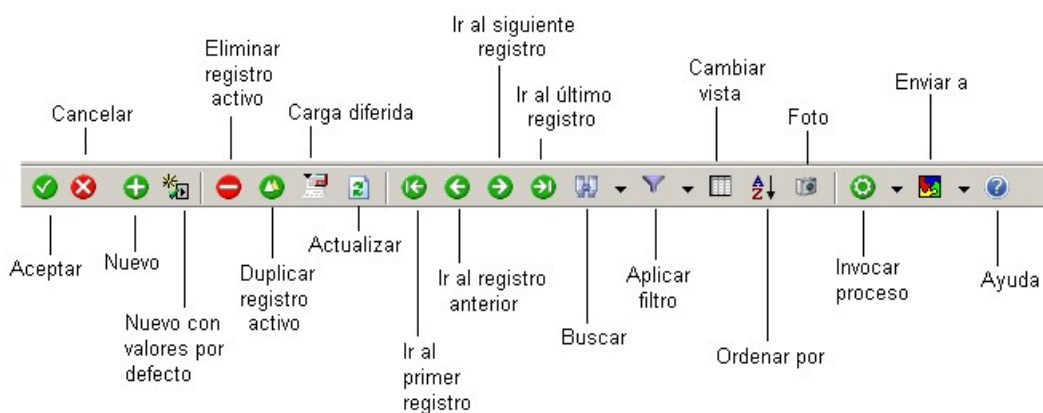 Ir al siguiente
registro
Eliminar
registro
activo
Cambiar
vista
Enviar a
Ir al último
registro
Cancelar
Carga diferida
Foto
Aceptar
Nuevo
Actualizar
Duplicar
registro
activo
Ir al registro
anterior
Aplicar
filtro
Invocar
proceso
Ayuda
Nuevo con
valores por
defecto
Buscar
Ir al
primer
registro
Ordenar por
A
Z